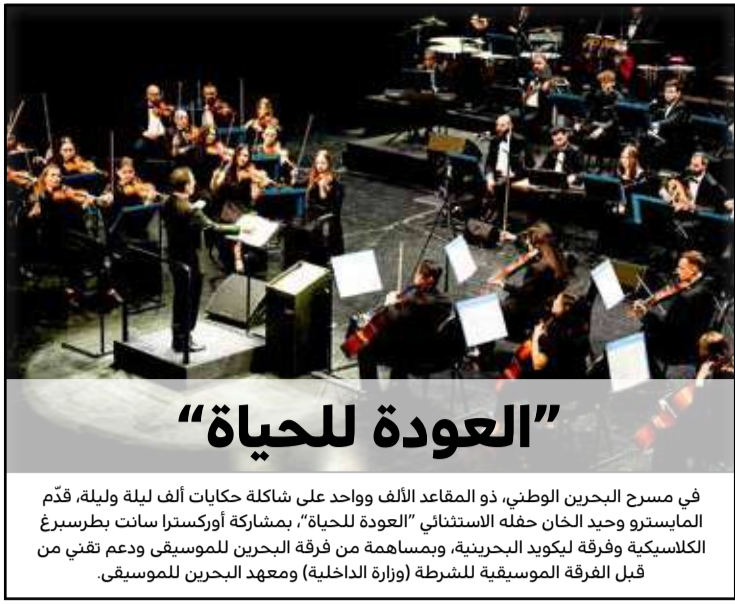 ”العودة للحياة“
في مسرح البحرين الوطني، ذو المقاعد الألف وواحد على شاكلة حكايات ألف ليلة وليلة، قدّم
المايسترو وحيد الخان حفله الاستثنائي ”العودة للحياة“، بمشاركة أوركسترا سانت بطرسبرغ
الكلاسيكية وفرقة ليكويد البحرينية، وبمساهمة من فرقة البحرين للموسيقى ودعم تقني من
قبل الفرقة الموسيقية للشرطة (وزارة الداخلية) ومعهد البحرين للموسيقى.